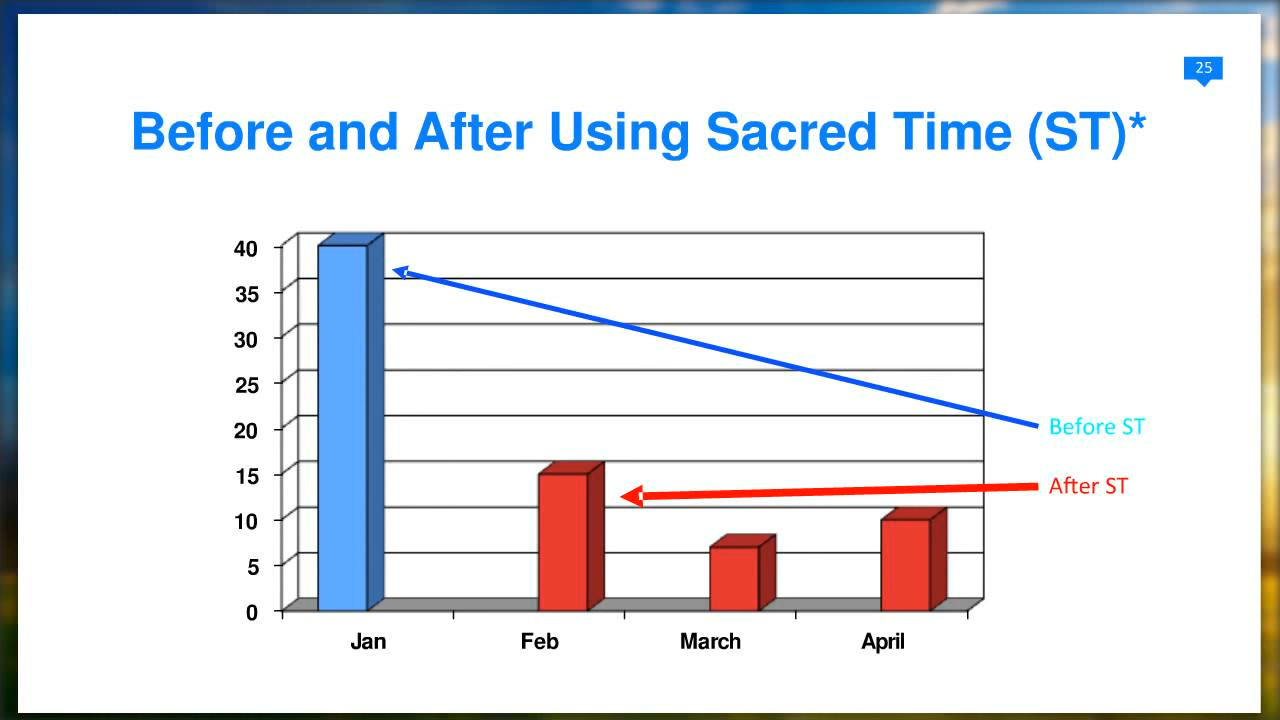 25
Before and After Using Sacred Time (ST)*
40
35
30
25
20
15
10
5
0
Before ST
After ST
Jan Feb March April